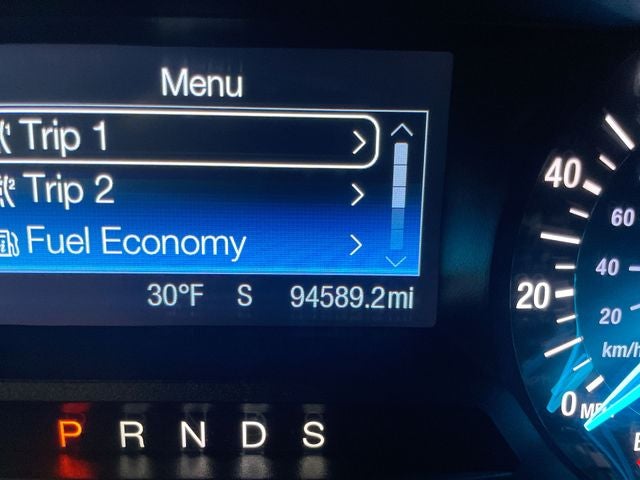 Menu
Trip 1
Trip 2
Fuel Economy
30°F S 94589.2mi
P R N D S
40
20
0
60
40
20
km/h